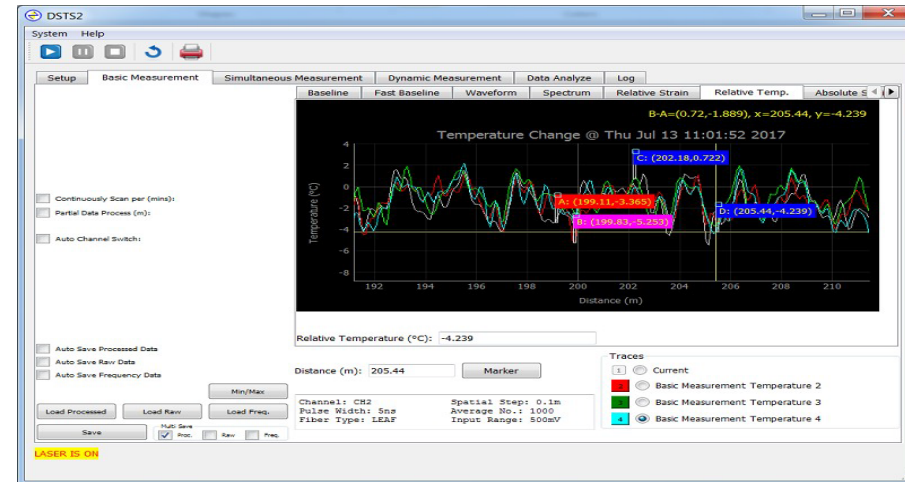 DSTS2
System Help
Setup Basic Measurement Simultaneous Measurement Dynamic Measurement Data Analyze Log
Baseline Fast Baseline Waveform Spectrum Relative Strain Relative Temp. Absolute S
B-A=(0.72,-1.889), x=205.44, y=-4.239
Temperature Change @ Thu Jul 13 11:01:52 2017
4
2
0
-2
-4
-6
-8
Temperature (°C)
C: (202.18,0.722)
A: (199.11,-3.365)
B: (199.83,-5.253)
D: (205.44,-4.239)
192 194 196 198 200 202 204 206 208 210
Distance (m)
Continuously Scan per (mins):
Partial Date Process (m):
Auto Channel Switch:
Relative Temperature (°C): -4.239
Auto Save Processed Data
Auto Save Raw Data
Auto Save Frequency Data
Distance (m): 205.44 Marker
Min/Max
Load Processed Load Raw Load Freq.
Save Multi Save
Proc. Raw Freq.
Channel: CH2 Spatial Step: 0.1m
Pulse Width: 5ns Average No.: 1000
Fiber Type: LEAF Input Range: 500mV
Traces
1 Current
2 Basic Measurement Temperature 2
3 Basic Measurement Temperature 3
4 Basic Measurement Temperature 4
LASER IS ON